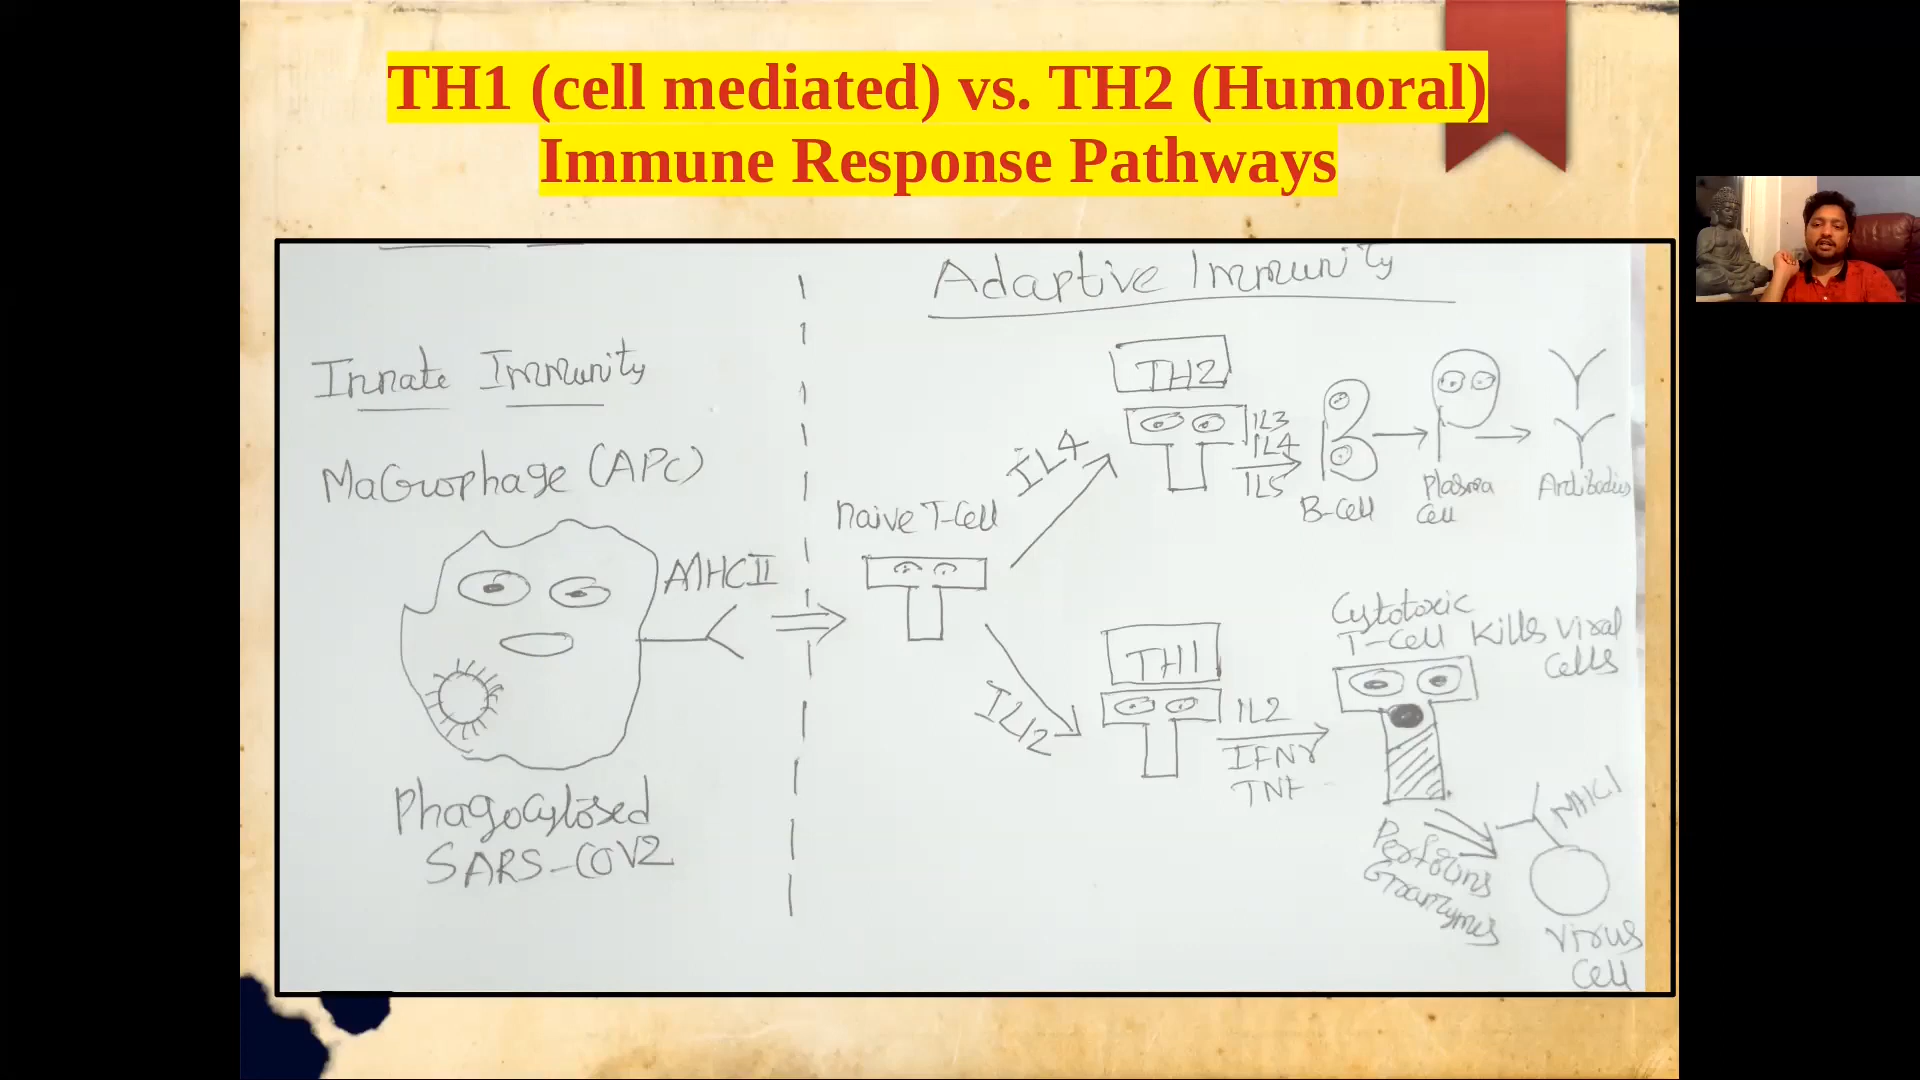 TH1 (cell mediated) vs. TH2 (Humoral)
Immune Response Pathways
Adaptive Immunity
Innate Immunity
Macrophage (APC)
MHCII
Phagocytosed
SARS-COV2
Naive T-Cell
IL4
TH2
IL3
IL4
IL5
B-Cell
Plasma
Cell
Antibodies
IL12
TH1
IL2
IFNγ
TNF
Cytotoxic
T-Cell Kills Viral
Cells
Perforins
Granzymes
MHCI
Virus
Cell